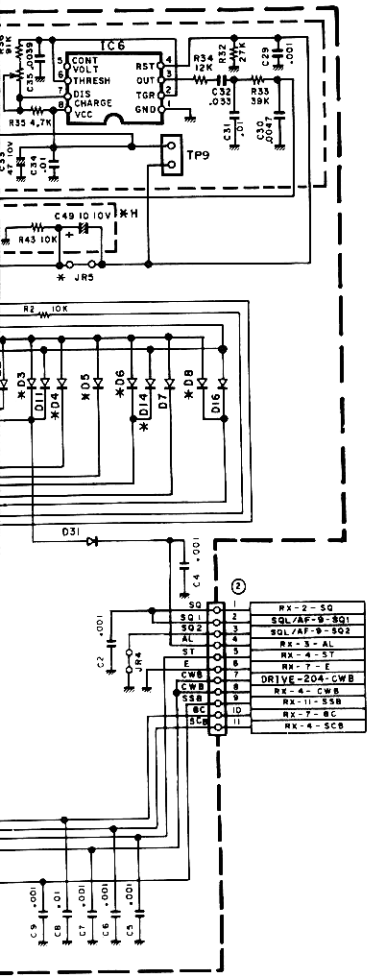 IC6
5 CONT VOLT
6 THRESH
7 DIS CHARGE
8 VCC
RST 4
OUT 3
TGR 2
GND 1
91K
.0039
R35 4.7K
47 10V
C34 .01
R34 12K
R32 27K
C29 .001
C32 .033
R33 39K
C31 .01
C30 .0047
TP9
C49 10 10V
*H
R43 10K
+
* JR5
R2 10K
*D3
D11
*D4
*D5
*D6
*D14
D7
*D8
D16
D31
C4 .001
2
C2 .001
JR4
SQ 1 RX-2-SQ
SQ1 2 SQL/AF-9-SQ1
SQ2 3 SQL/AF-9-SQ2
AL 4 RX-3-AL
ST 5 RX-4-ST
E 6 RX-7-E
CWB 7 DRIVE-204-CWB
CWB 8 RX-4-CWB
SSB 9 RX-11-SSB
8C 10 RX-7-8C
SCB 11 RX-4-SCB
C9 .001
C8 .01
C7 .001
C6 .001
C5 .001